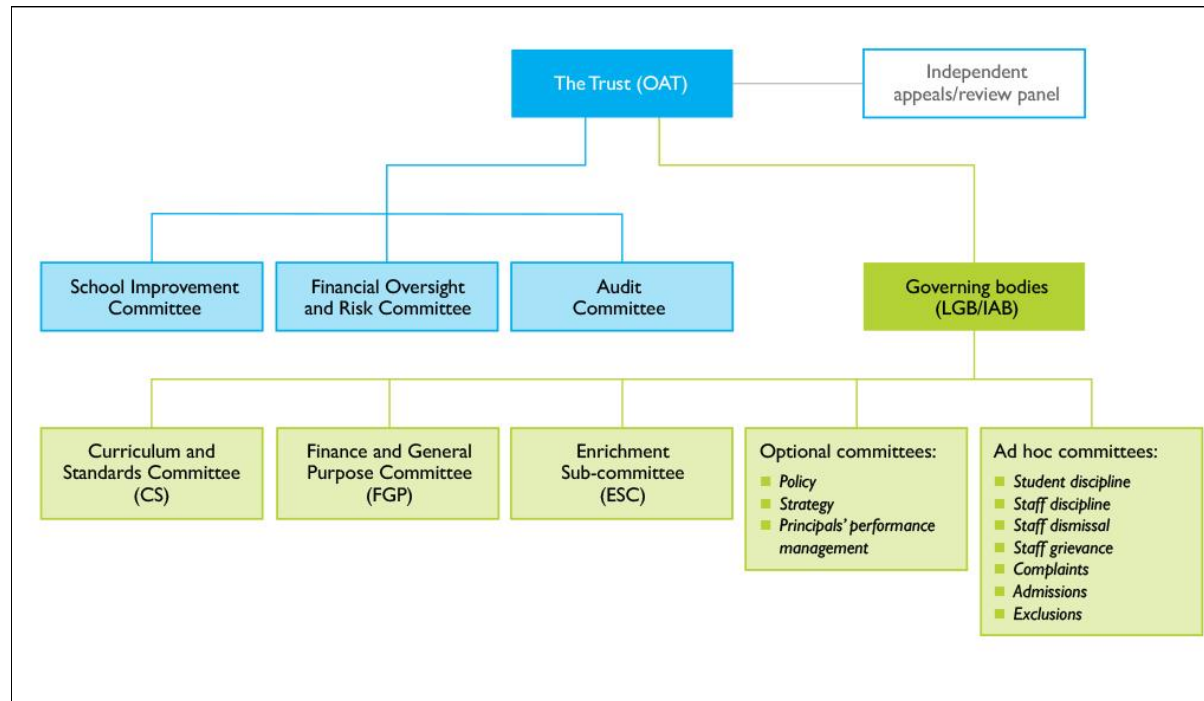 The Trust (OAT)
Independent
appeals/review panel
School Improvement
Committee
Financial Oversight
and Risk Committee
Audit
Committee
Governing bodies
(LGB/IAB)
Curriculum and
Standards Committee
(CS)
Finance and General
Purpose Committee
(FGP)
Enrichment
Sub-committee
(ESC)
Optional committees:
Policy
Strategy
Principals' performance
management
Ad hoc committees:
Student discipline
Staff discipline
Staff dismissal
Staff grievance
Complaints
Admissions
Exclusions